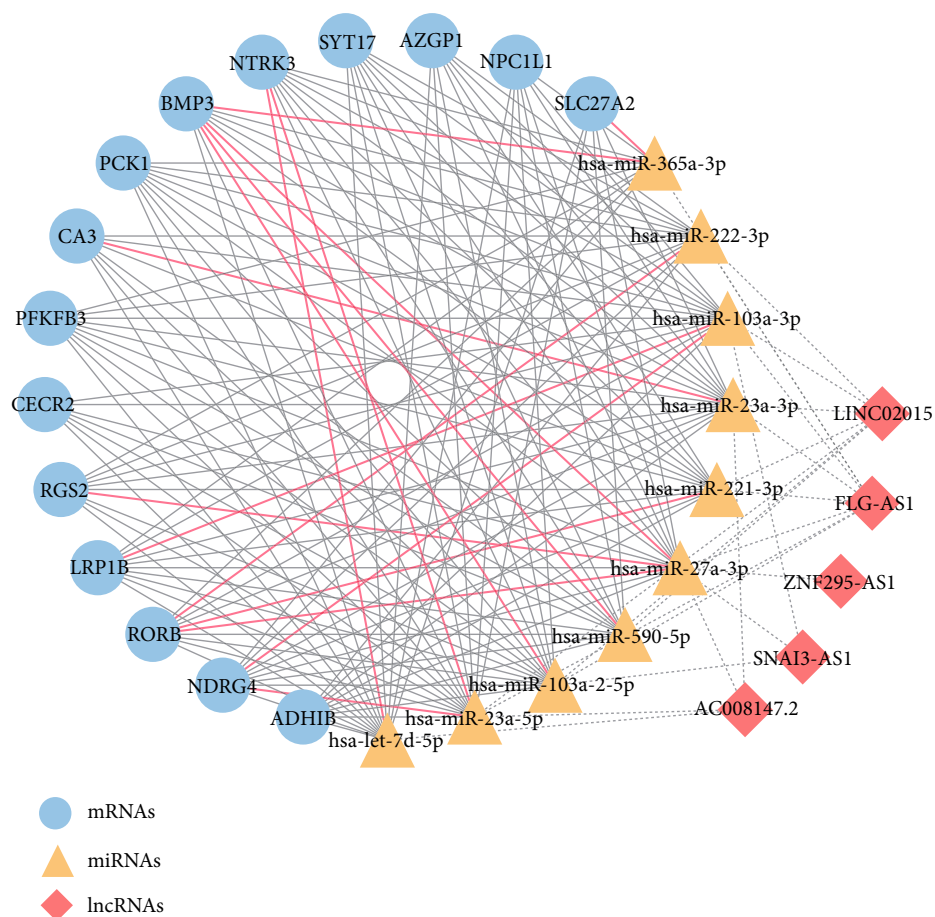 SYT17
AZGP1
NTRK3
NPC1L1
BMP3
SLC27A2
PCK1
hsa-miR-365a-3p
CA3
hsa-miR-222-3p
PFKFB3
hsa-miR-103a-3p
CECR2
hsa-miR-23a-3p
LINC02015
RGS2
hsa-miR-221-3p
FLG-AS1
LRP1B
hsa-miR-27a-3p
ZNF295-AS1
RORB
hsa-miR-590-5p
SNAI3-AS1
NDRG4
hsa-miR-103a-2-5p
AC008147.2
ADHIB
hsa-miR-23a-5p
hsa-let-7d-5p
mRNAs
miRNAs
lncRNAs